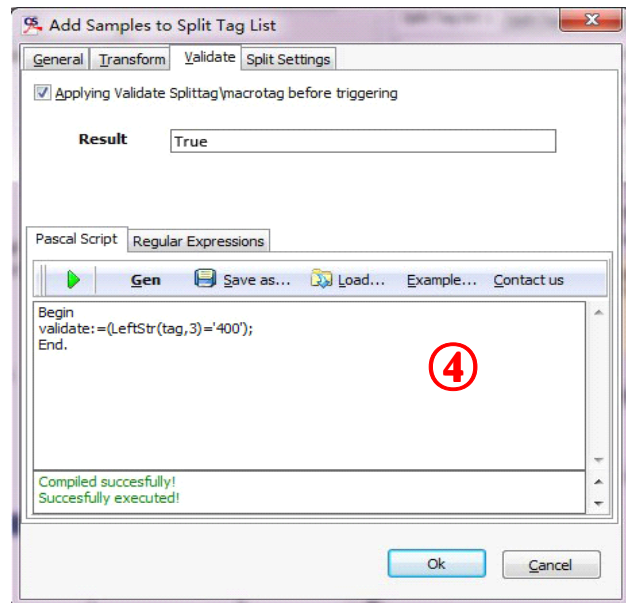 Add Samples to Split Tag List
General Transform Validate Split Settings
Applying Validate Splittag\macrotag before triggering
Result True
Pascal Script Regular Expressions
Gen Save as... Load... Example... Contact us
Begin
validate:=(LeftStr(tag,3)='400');
End.
④
Compiled succesfully!
Succesfully executed!
Ok Cancel